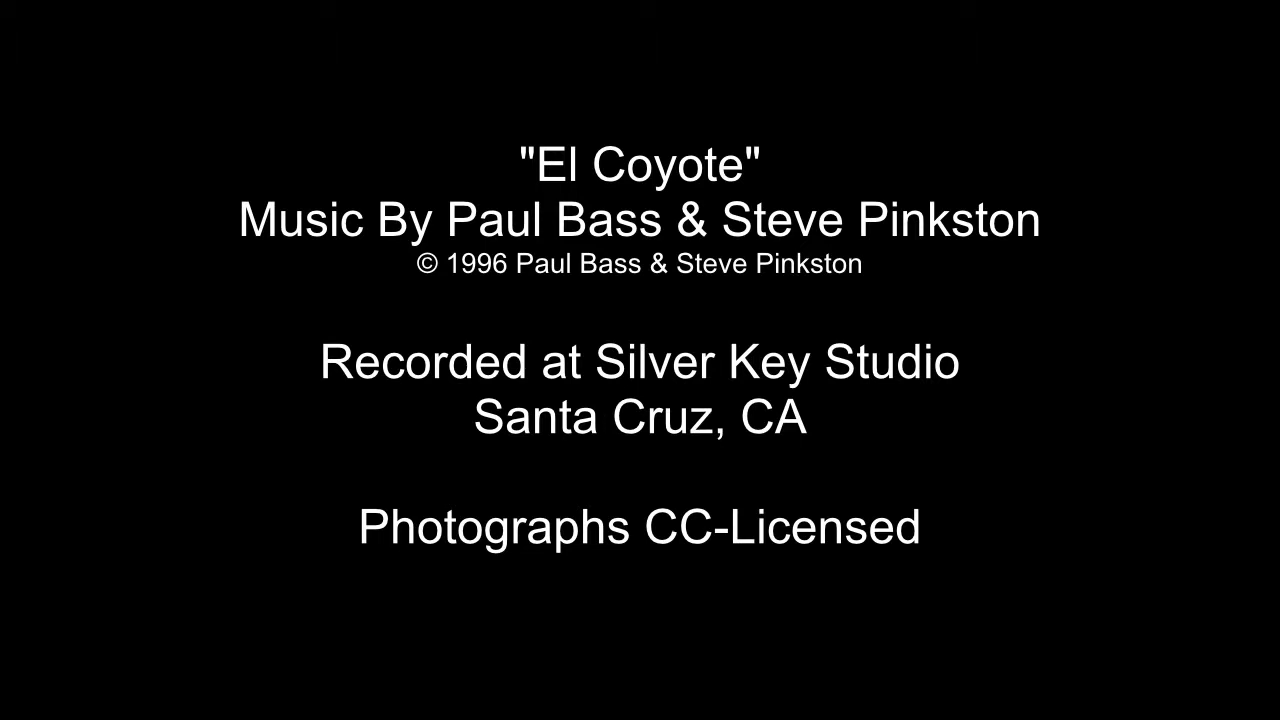 "El Coyote"
Music By Paul Bass & Steve Pinkston
© 1996 Paul Bass & Steve Pinkston
Recorded at Silver Key Studio
Santa Cruz, CA
Photographs CC-Licensed